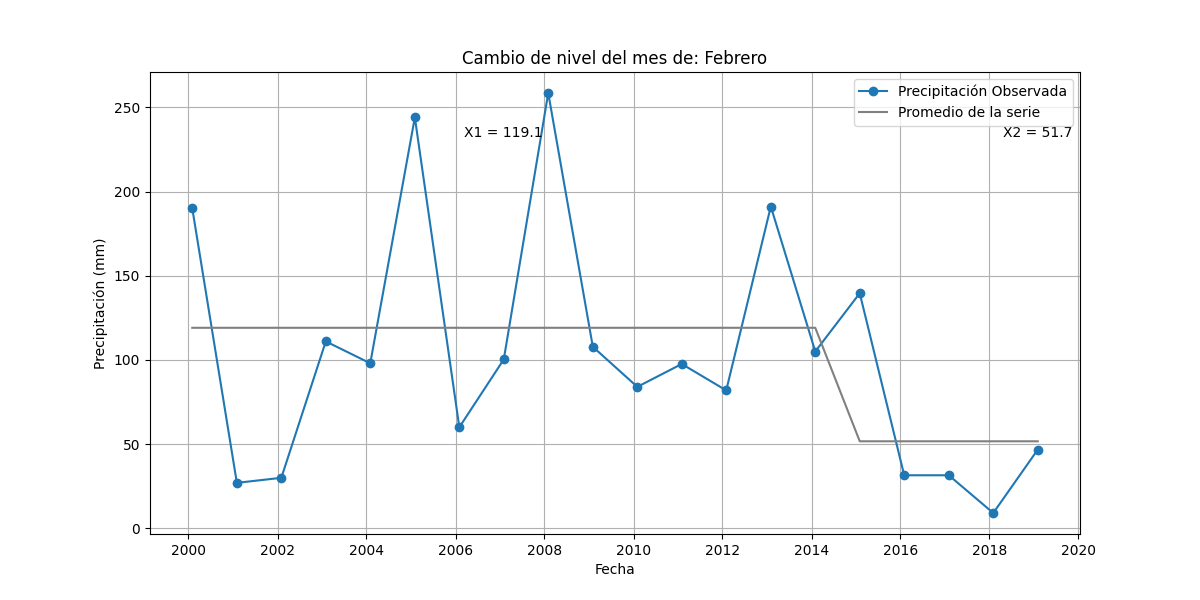 Cambio de nivel del mes de: Febrero
Precipitación Observada
Promedio de la serie
X1 = 119.1
X2 = 51.7
Precipitación (mm)
250
200
150
100
50
0
2000 2002 2004 2006 2008 2010 2012 2014 2016 2018 2020
Fecha